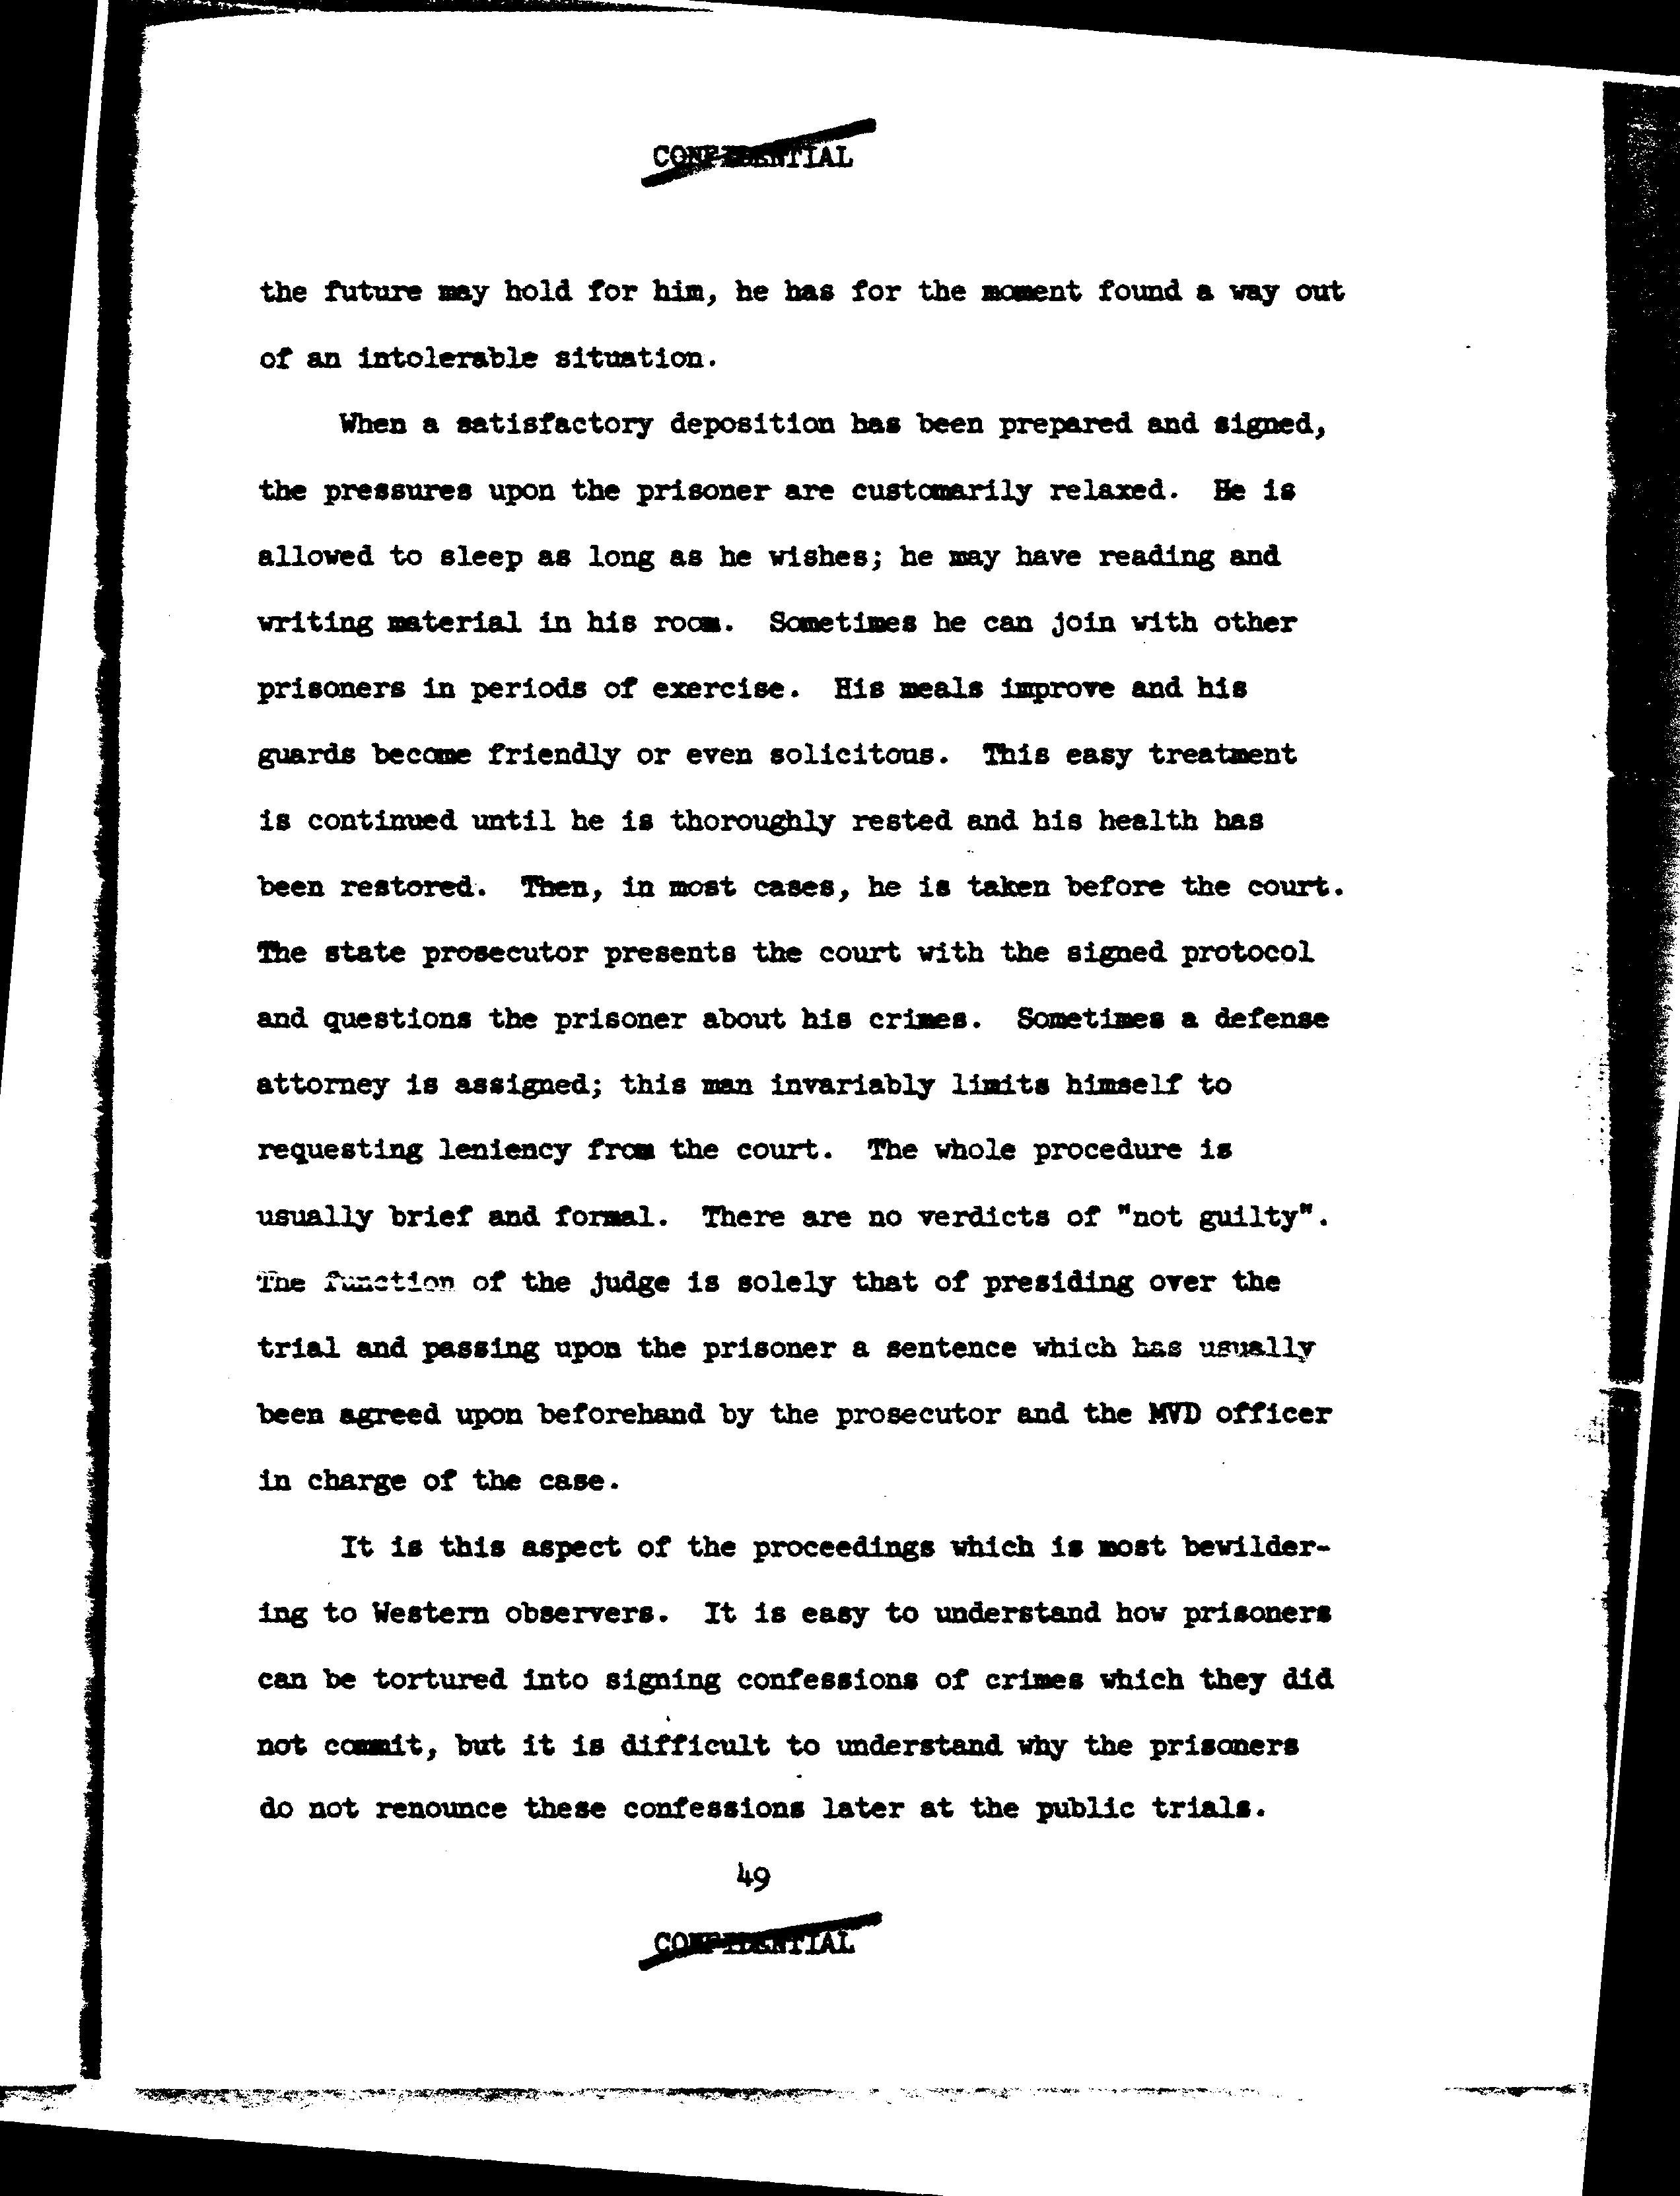 CONFIDENTIAL
the future may hold for him, he has for the moment found a way out
of an intolerable situation.
When a satisfactory deposition has been prepared and signed,
the pressures upon the prisoner are customarily relaxed. He is
allowed to sleep as long as he wishes; he may have reading and
writing material in his room. Sometimes he can join with other
prisoners in periods of exercise. His meals improve and his
guards become friendly or even solicitous. This easy treatment
is continued until he is thoroughly rested and his health has
been restored. Then, in most cases, he is taken before the court.
The state prosecutor presents the court with the signed protocol
and questions the prisoner about his crimes. Sometimes a defense
attorney is assigned; this man invariably limits himself to
requesting leniency from the court. The whole procedure is
usually brief and formal. There are no verdicts of "not guilty".
The function of the judge is solely that of presiding over the
trial and passing upon the prisoner a sentence which has usually
been agreed upon beforehand by the prosecutor and the MVD officer
in charge of the case.
It is this aspect of the proceedings which is most bewilder-
ing to Western observers. It is easy to understand how prisoners
can be tortured into signing confessions of crimes which they did
not commit, but it is difficult to understand why the prisoners
do not renounce these confessions later at the public trials.
49
CONFIDENTIAL